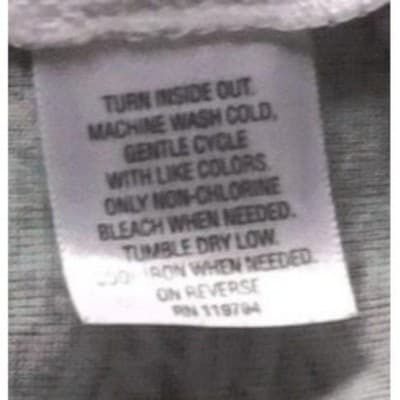 TURN INSIDE OUT.
MACHINE WASH COLD,
GENTLE CYCLE
WITH LIKE COLORS.
ONLY NON-CHLORINE
BLEACH WHEN NEEDED.
TUMBLE DRY LOW.
IRON WHEN NEEDED.
ON REVERSE
RN 119794